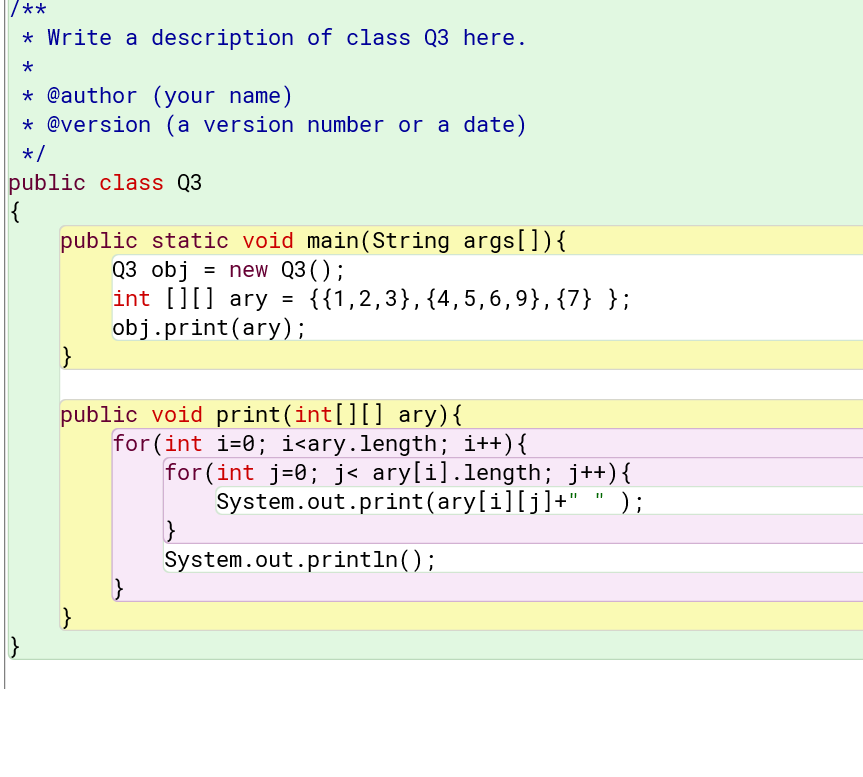 /**
 * Write a description of class Q3 here.
 *
 * @author (your name)
 * @version (a version number or a date)
 */
public class Q3
{
    public static void main(String args[]){
        Q3 obj = new Q3();
        int [][] ary = {{1,2,3},{4,5,6,9},{7} };
        obj.print(ary);
    }

    public void print(int[][] ary){
        for(int i=0; i<ary.length; i++){
            for(int j=0; j< ary[i].length; j++){
                System.out.print(ary[i][j]+" " );
            }
            System.out.println();
        }
    }
}